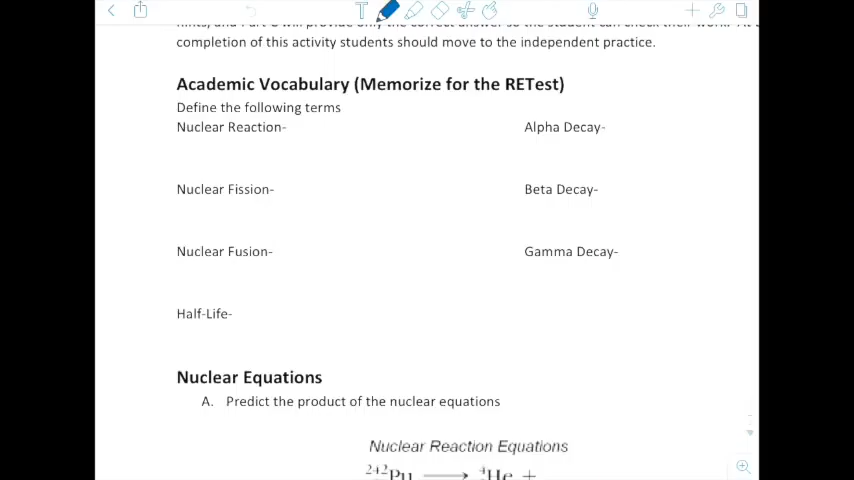 completion of this activity students should move to the independent practice.
Academic Vocabulary (Memorize for the RETest)
Define the following terms
Nuclear Reaction-
Alpha Decay-
Nuclear Fission-
Beta Decay-
Nuclear Fusion-
Gamma Decay-
Half-Life-
Nuclear Equations
A. Predict the product of the nuclear equations
Nuclear Reaction Equations
²⁴²Pu ⟶ ⁴He +